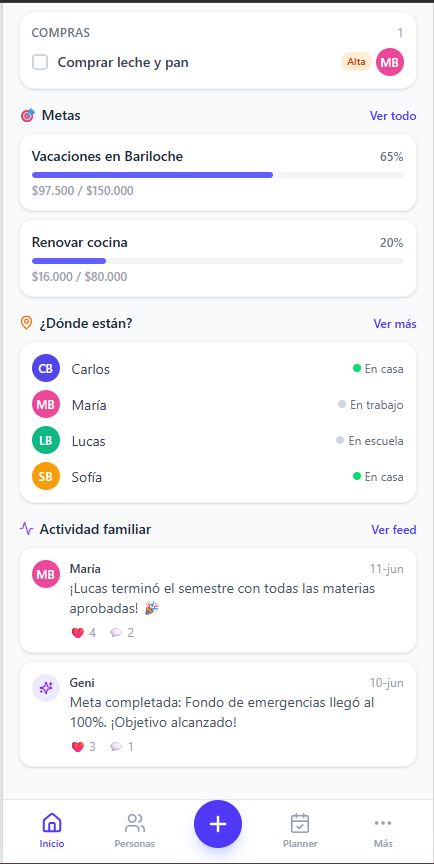 COMPRAS 1
Comprar leche y pan Alta MB
Metas Ver todo
Vacaciones en Bariloche 65%
$97.500 / $150.000
Renovar cocina 20%
$16.000 / $80.000
¿Dónde están? Ver más
CB Carlos En casa
MB María En trabajo
LB Lucas En escuela
SB Sofía En casa
Actividad familiar Ver feed
MB María 11-jun
¡Lucas terminó el semestre con todas las materias
aprobadas! 🎉
4 2
Geni 10-jun
Meta completada: Fondo de emergencias llegó al
100%. ¡Objetivo alcanzado!
3 1
Inicio Personas Planner Más